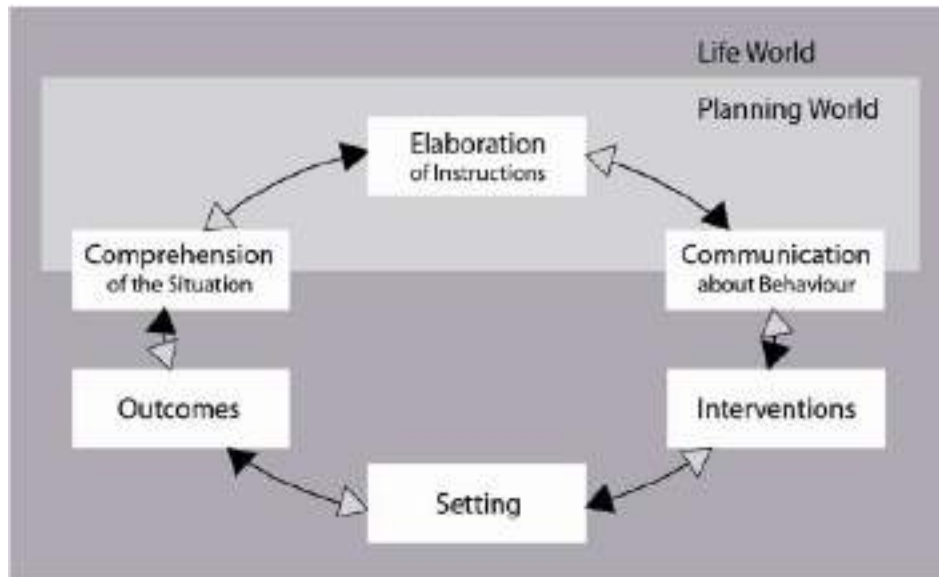 Life World
Planning World
Elaboration
of Instructions
Comprehension
of the Situation
Communication
about Behaviour
Outcomes
Interventions
Setting